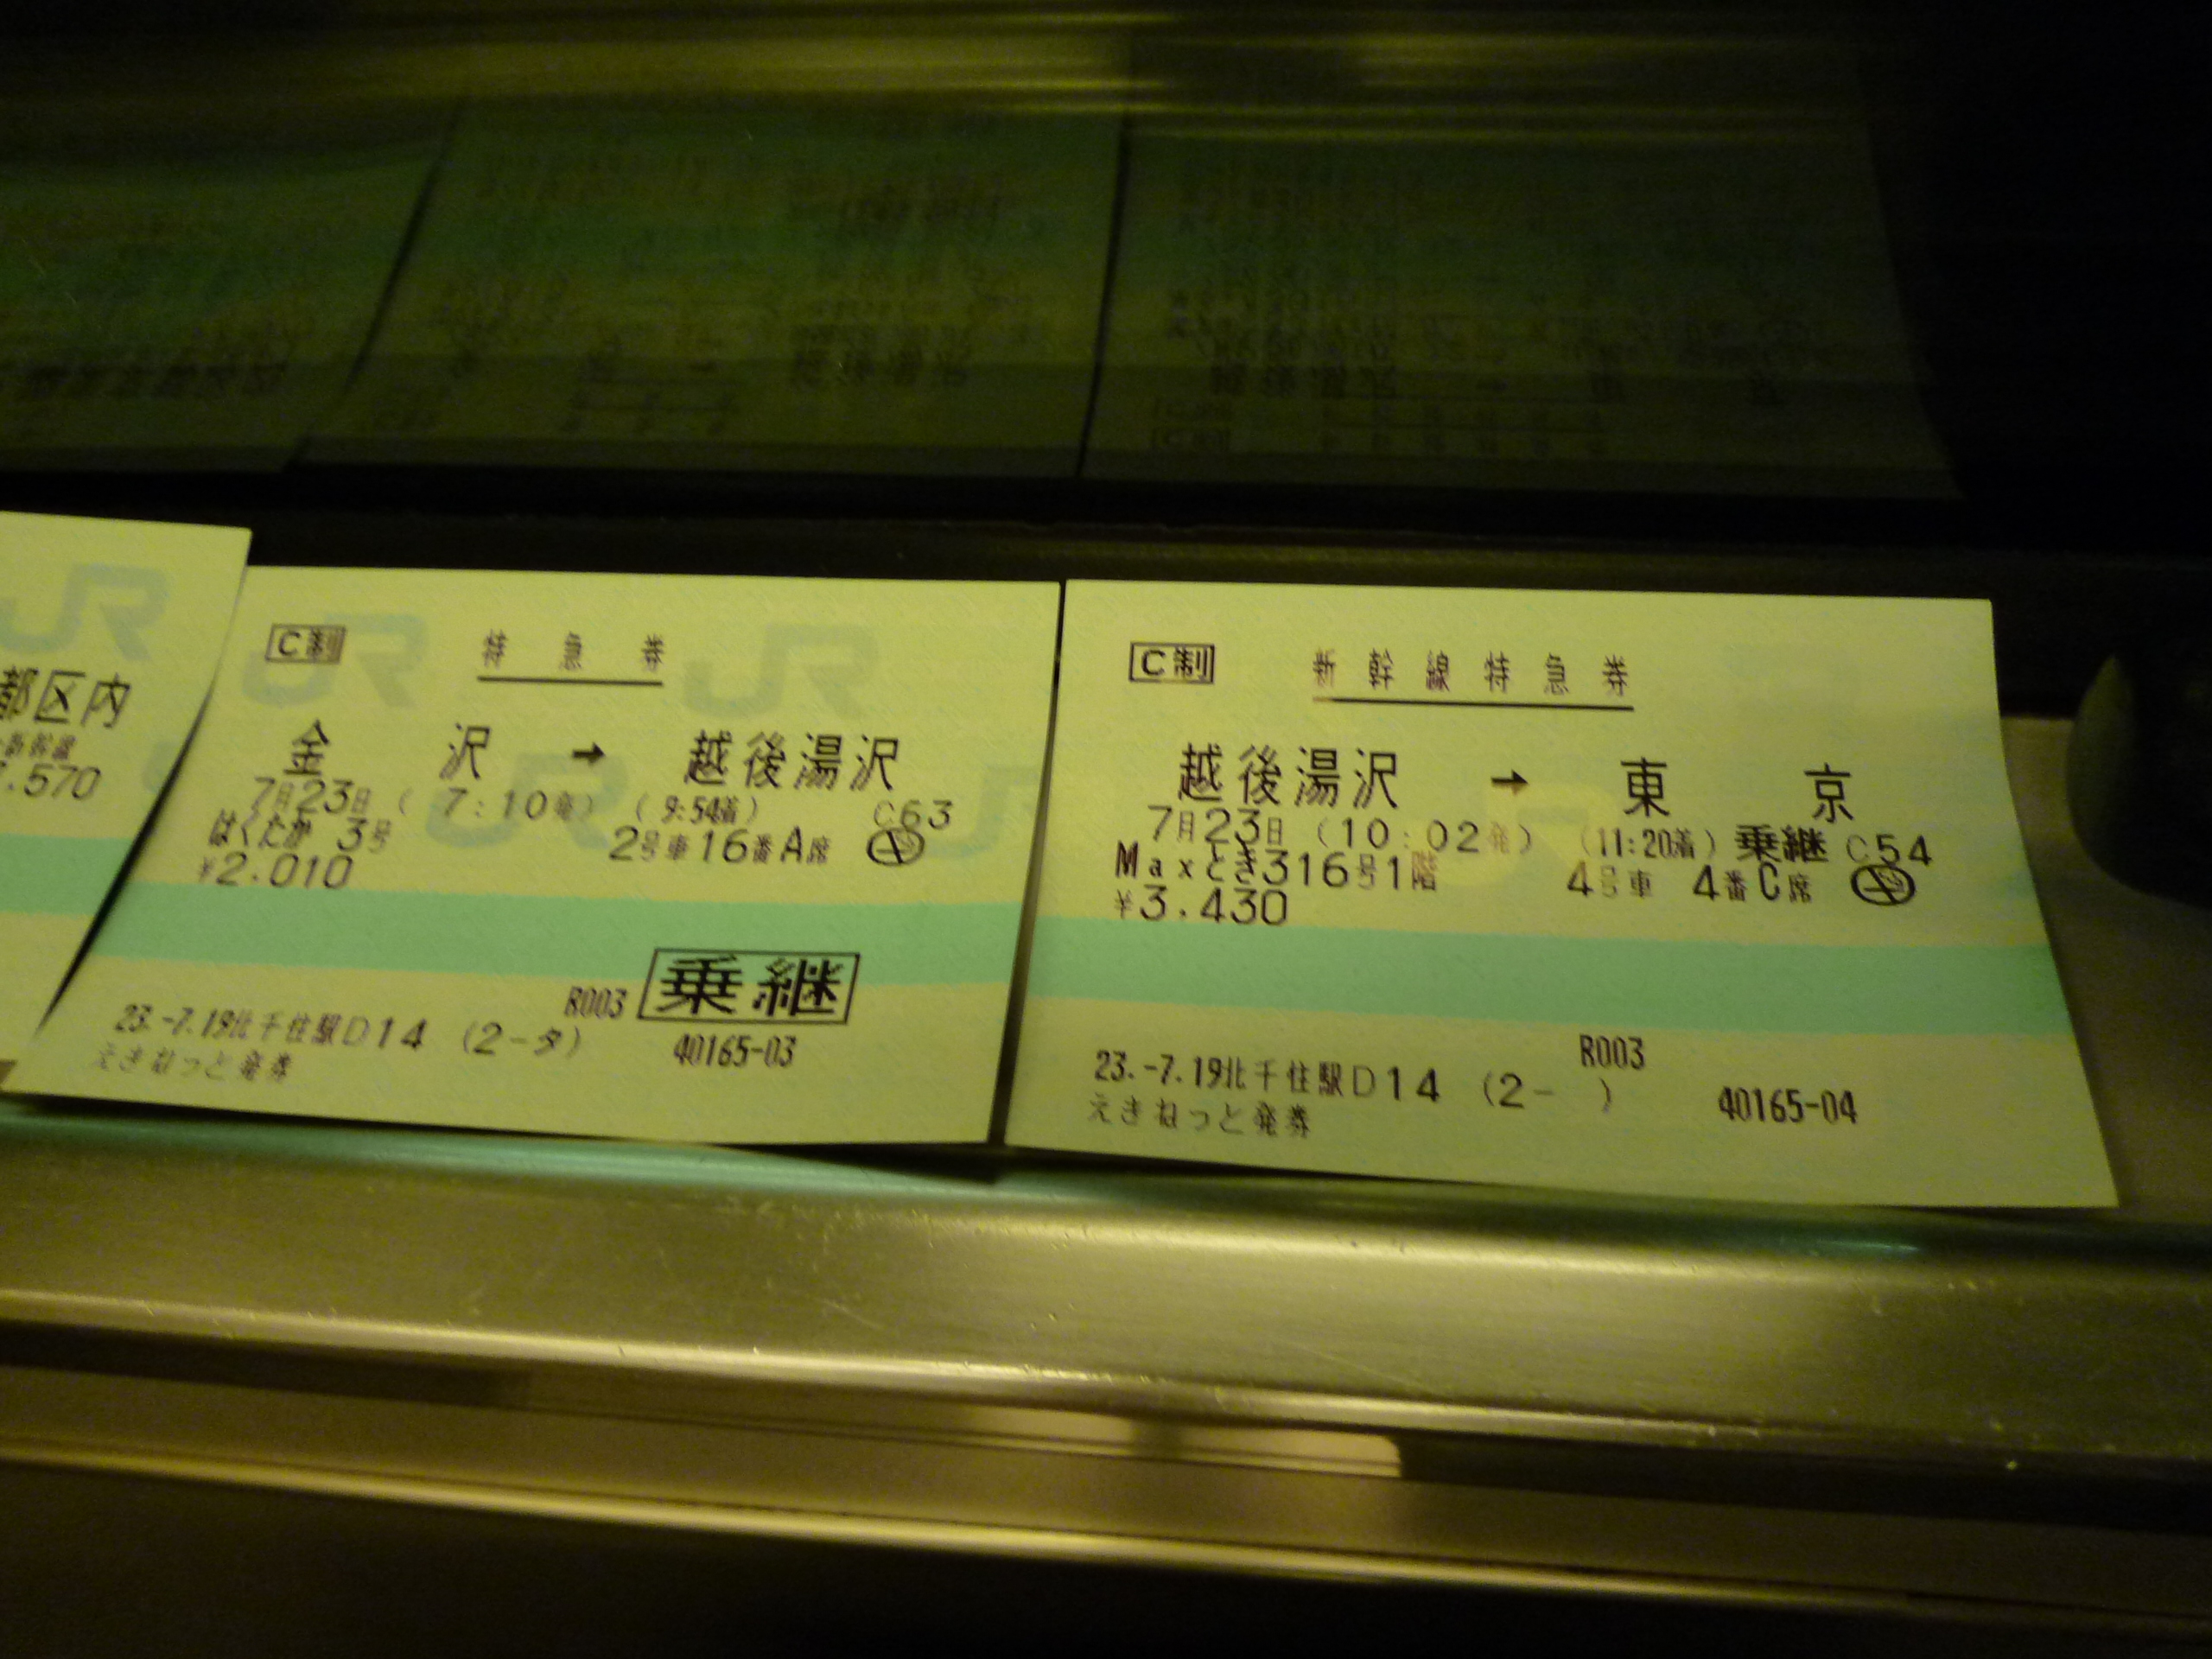 JR
都区内
新幹線
7.570
C制
特急券
金沢 → 越後湯沢
7月23日 (7:10発) (9:54着) C63
はくたか 3号 2号車16番A席
¥2.010
乗継
R003
23.-7.19北千住駅D14 (2-タ) 40165-03
えきねっと発券
C制
新幹線特急券
越後湯沢 → 東京
7月23日 (10:02発) (11:20着) 乗継 C54
Maxとき316号1階 4号車 4番C席
¥3.430
R003
23.-7.19北千住駅D14 (2- ) 40165-04
えきねっと発券